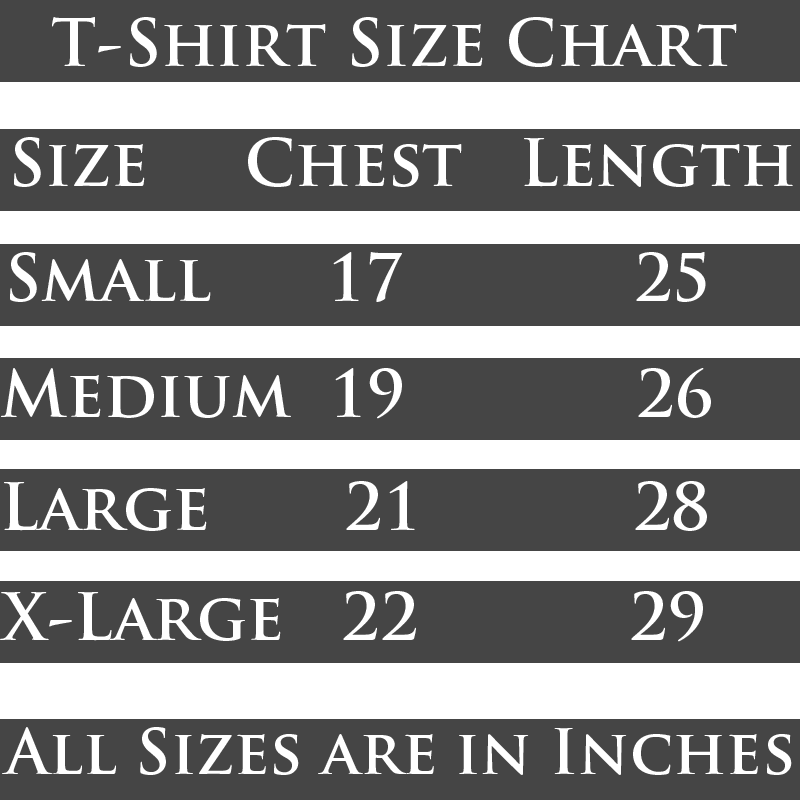 T-Shirt Size Chart
Size Chest Length
Small 17 25
Medium 19 26
Large 21 28
X-Large 22 29
All Sizes are in Inches